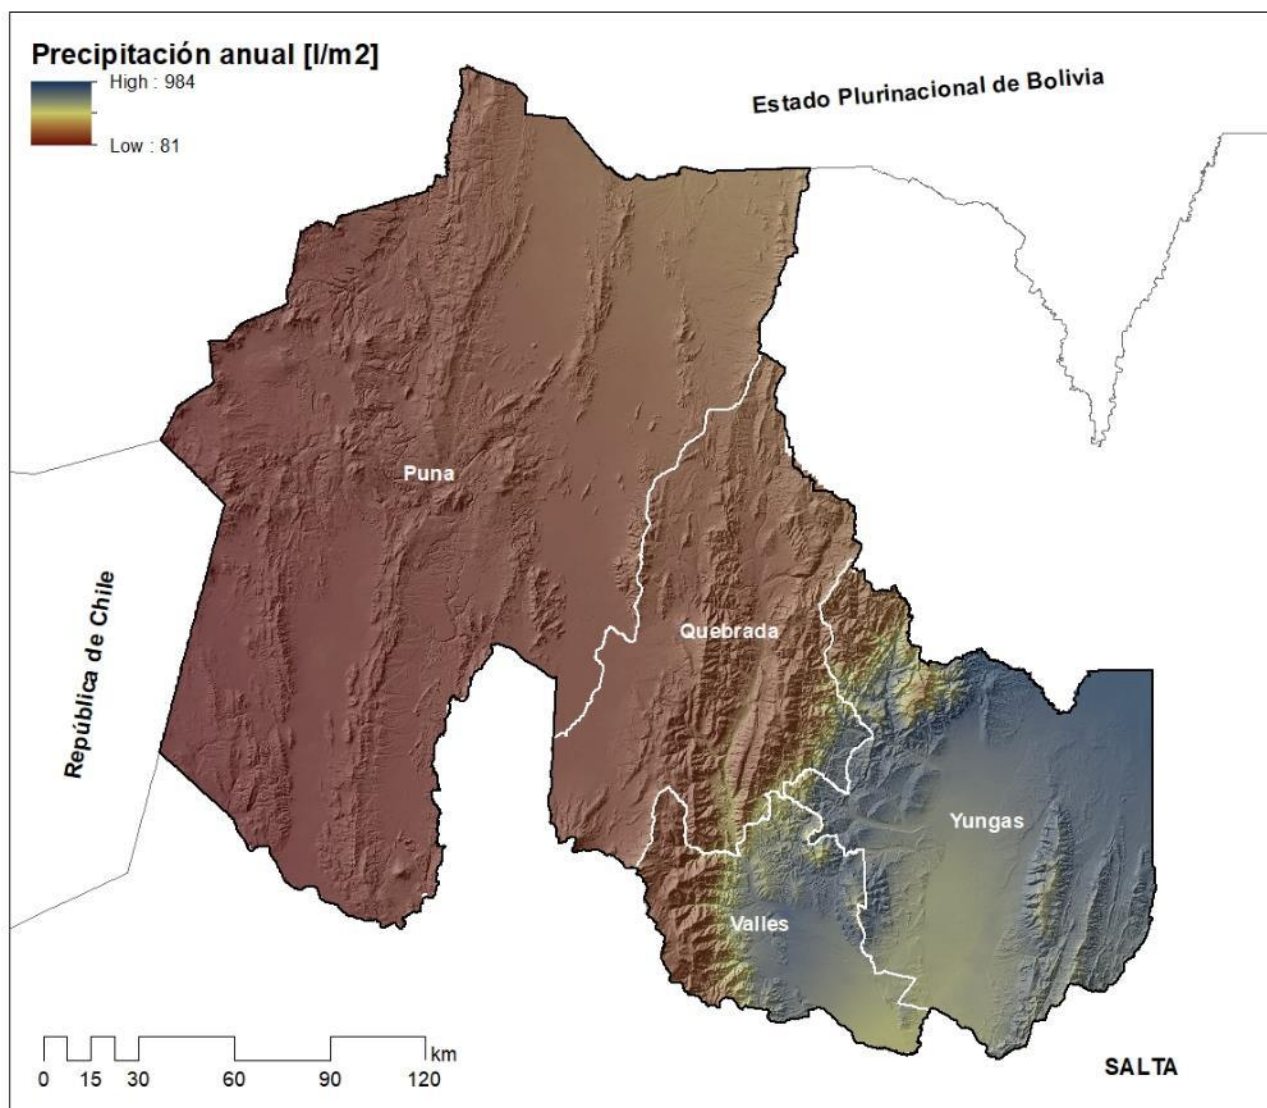 Precipitación anual [l/m2]
High : 984
Low : 81
Estado Plurinacional de Bolivia
Puna
República de Chile
Quebrada
Yungas
Valles
km
0 15 30 60 90 120
SALTA